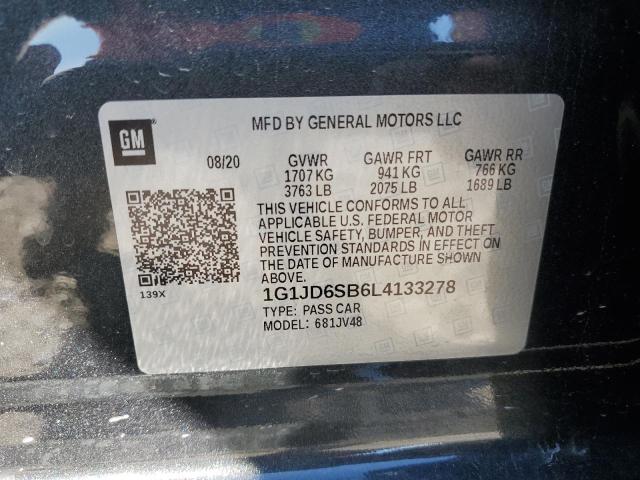 MFD BY GENERAL MOTORS LLC
GM
08/20 GVWR GAWR FRT GAWR RR
1707 KG 941 KG 766 KG
3763 LB 2075 LB 1689 LB
THIS VEHICLE CONFORMS TO ALL
APPLICABLE U.S. FEDERAL MOTOR
VEHICLE SAFETY, BUMPER, AND THEFT
PREVENTION STANDARDS IN EFFECT ON
THE DATE OF MANUFACTURE SHOWN
ABOVE.
139X
1G1JD6SB6L4133278
TYPE: PASS CAR
MODEL: 681JV48